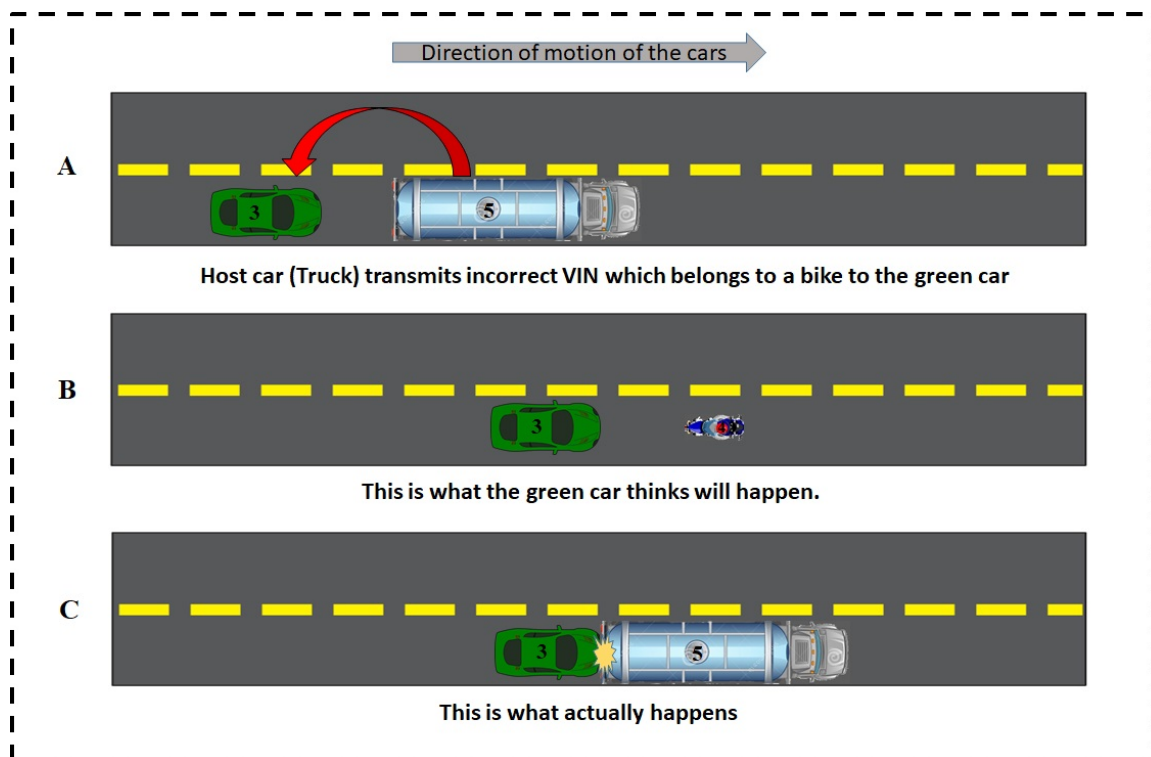 Direction of motion of the cars
A
3
5
Host car (Truck) transmits incorrect VIN which belongs to a bike to the green car
B
3
This is what the green car thinks will happen.
C
3
5
This is what actually happens